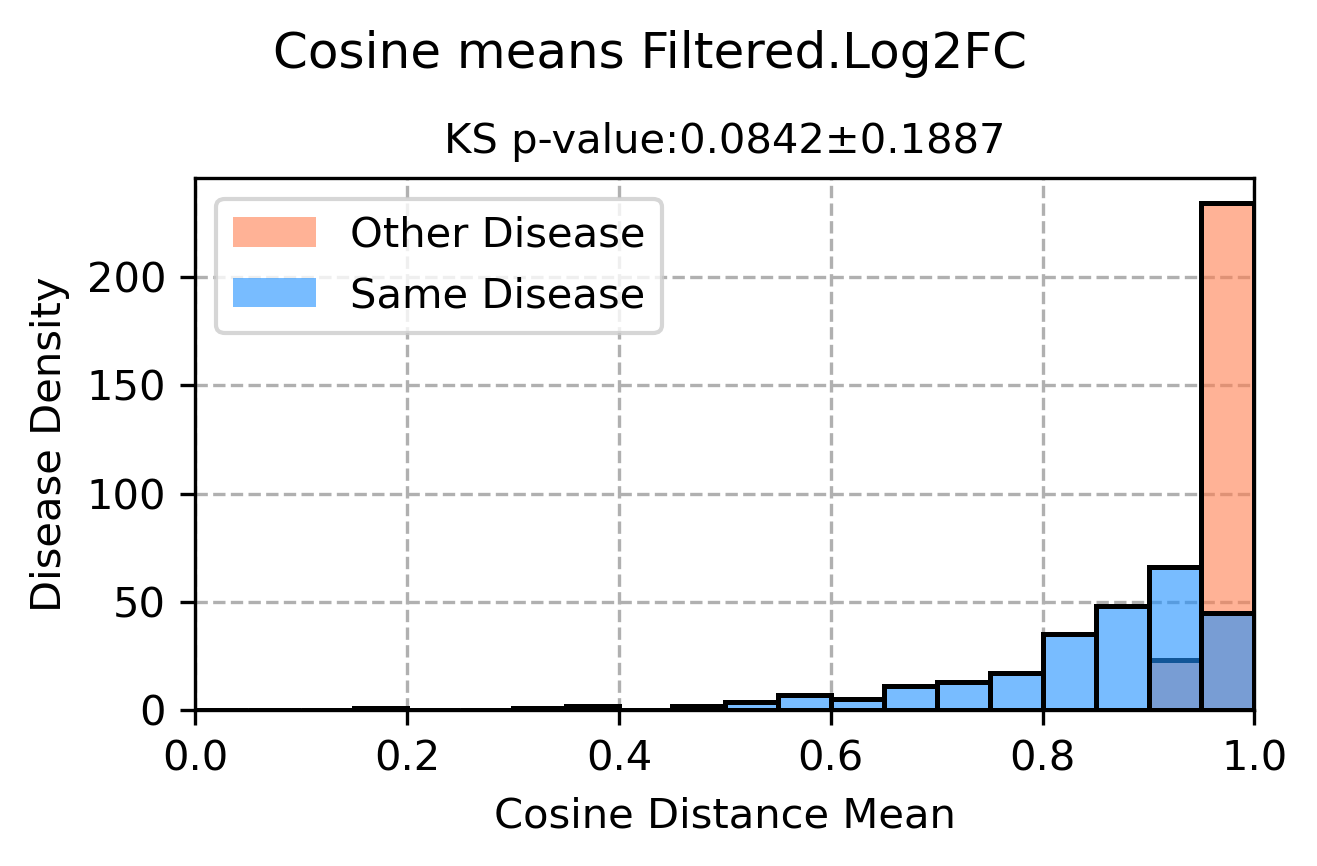 Cosine means Filtered.Log2FC
KS p-value:0.0842±0.1887
Other Disease
Same Disease
Disease Density
200
150
100
50
0
0.0 0.2 0.4 0.6 0.8 1.0
Cosine Distance Mean